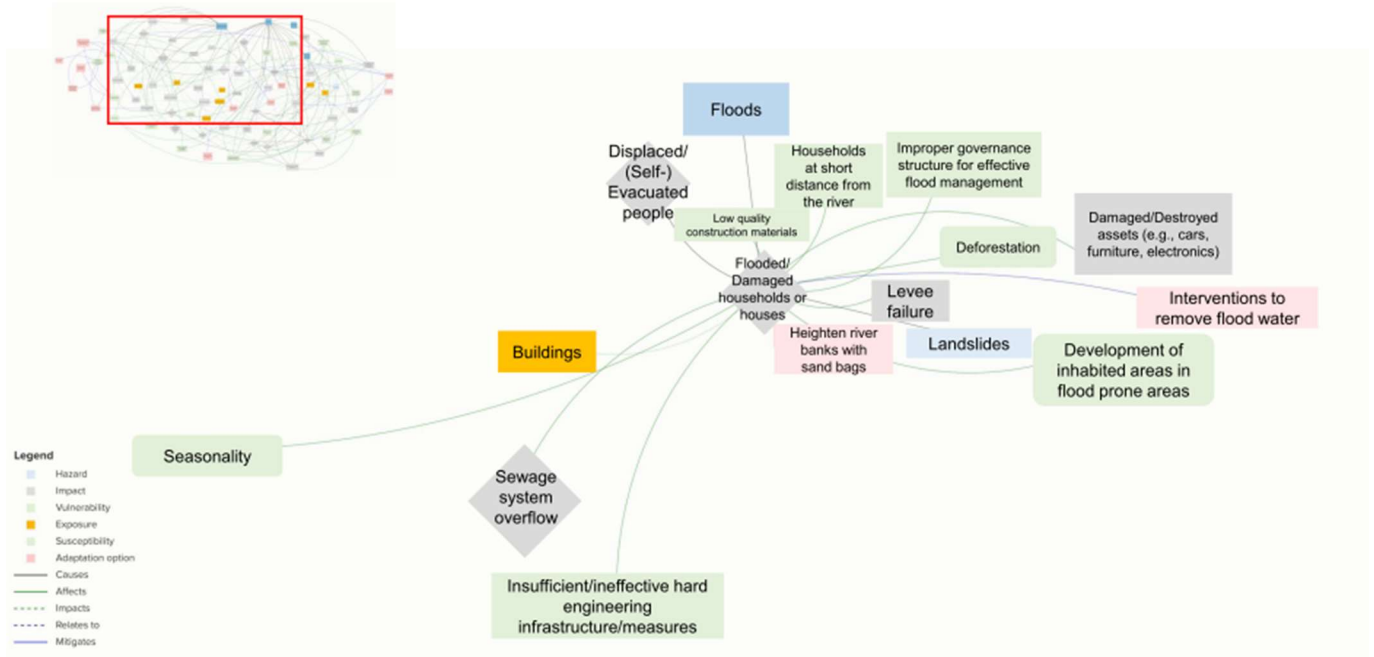 Floods
Displaced/
(Self-)
Evacuated
people
Households
at short
distance from
the river
Improper governance
structure for effective
flood management
Low quality
construction materials
Damaged/Destroyed
assets (e.g., cars,
furniture, electronics)
Deforestation
Flooded/
Damaged
households or
houses
Levee
failure
Interventions to
remove flood water
Heighten river
banks with
sand bags
Landslides
Buildings
Development of
inhabited areas in
flood prone areas
Seasonality
Sewage
system
overflow
Insufficient/ineffective hard
engineering
infrastructure/measures
Legend
Hazard
Impact
Vulnerability
Exposure
Susceptibility
Adaptation option
Causes
Affects
Impacts
Relates to
Mitigates